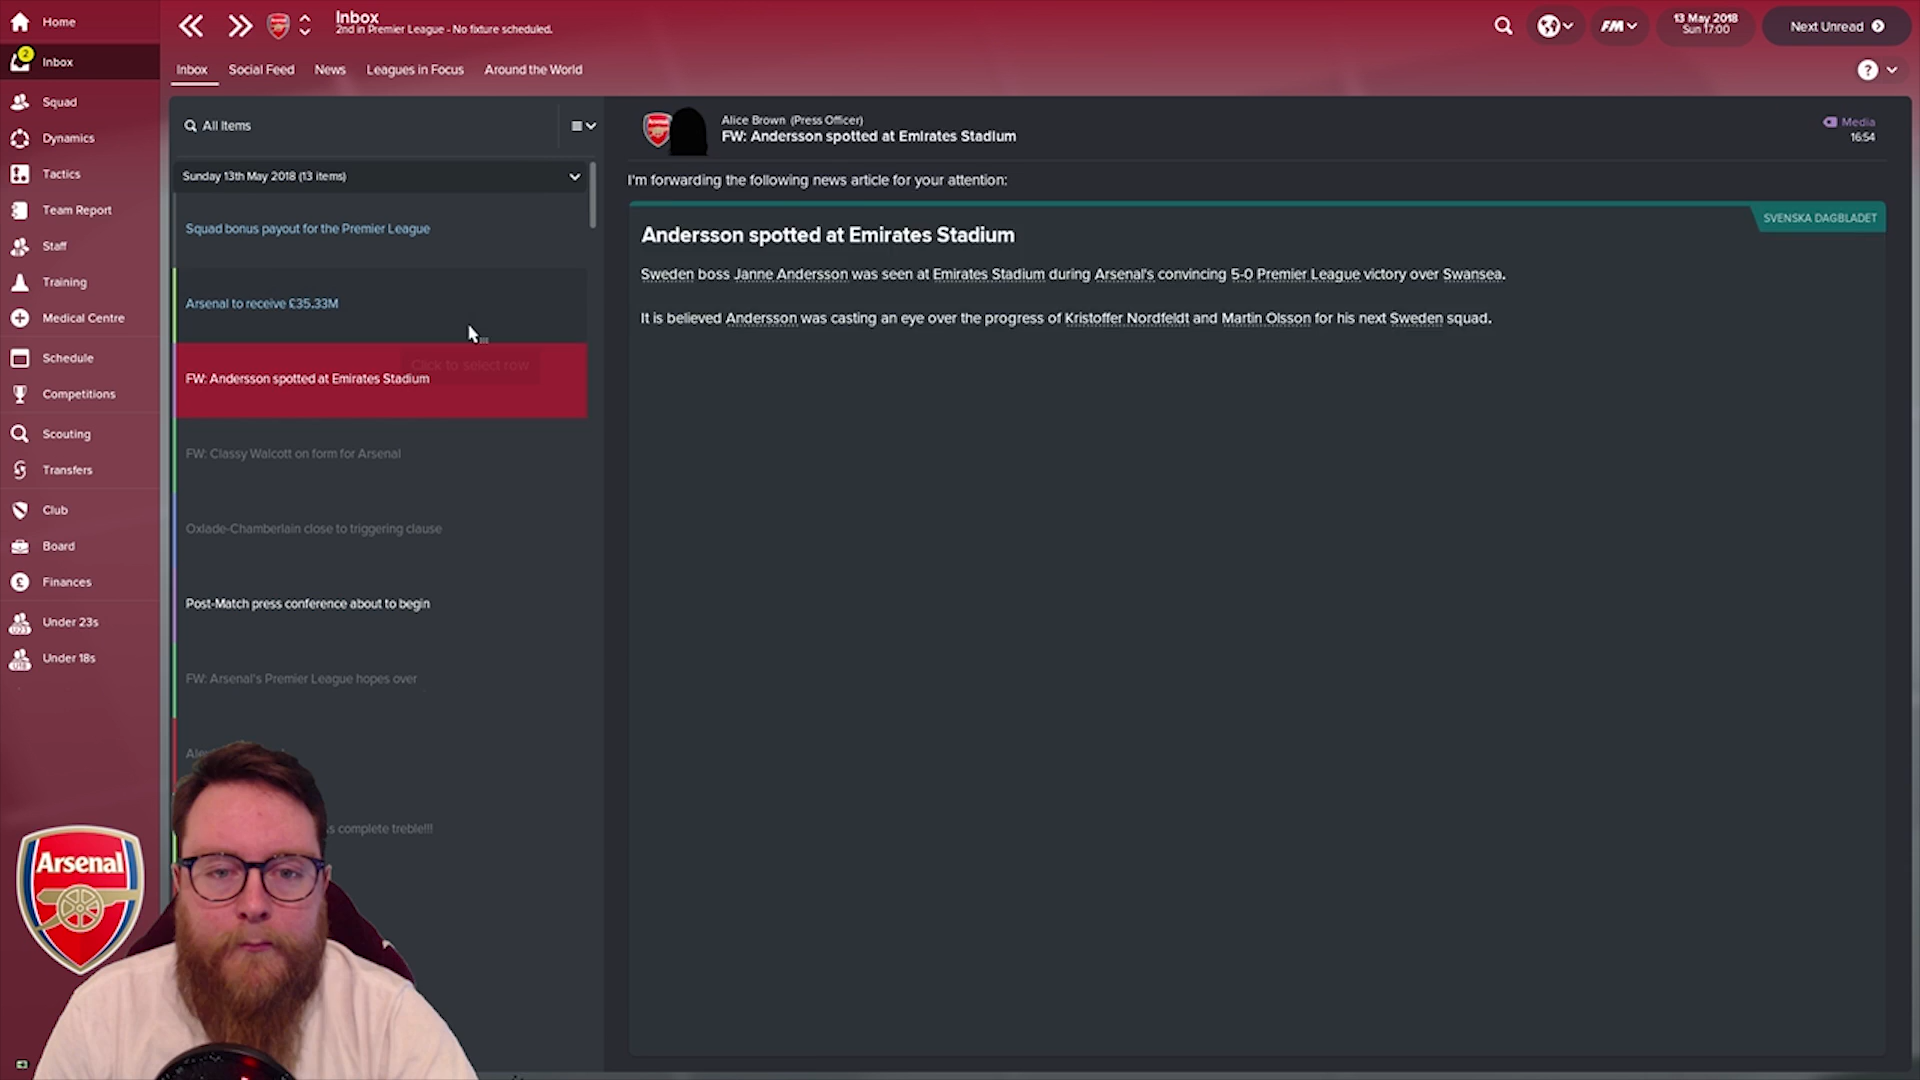 Home
2
Inbox
Squad
Dynamics
Tactics
Team Report
Staff
Training
Medical Centre
Schedule
Competitions
Scouting
Transfers
Club
Board
Finances
Under 23s
Under 18s
Arsenal
Inbox
2nd in Premier League - No fixture scheduled.
FM
13 May 2018
Sun 17:00
Next Unread
Inbox Social Feed News Leagues in Focus Around the World
?
All Items
Sunday 13th May 2018 (13 items)
Squad bonus payout for the Premier League
Arsenal to receive £35.33M
Click to select row
FW: Andersson spotted at Emirates Stadium
FW: Classy Walcott on form for Arsenal
Oxlade-Chamberlain close to triggering clause
Post-Match press conference about to begin
FW: Arsenal's Premier League hopes over
s complete treble!!!
Alice Brown (Press Officer)
FW: Andersson spotted at Emirates Stadium
Media
16:54
I'm forwarding the following news article for your attention:
SVENSKA DAGBLADET
Andersson spotted at Emirates Stadium
Sweden boss Janne Andersson was seen at Emirates Stadium during Arsenal's convincing 5-0 Premier League victory over Swansea.
It is believed Andersson was casting an eye over the progress of Kristoffer Nordfeldt and Martin Olsson for his next Sweden squad.